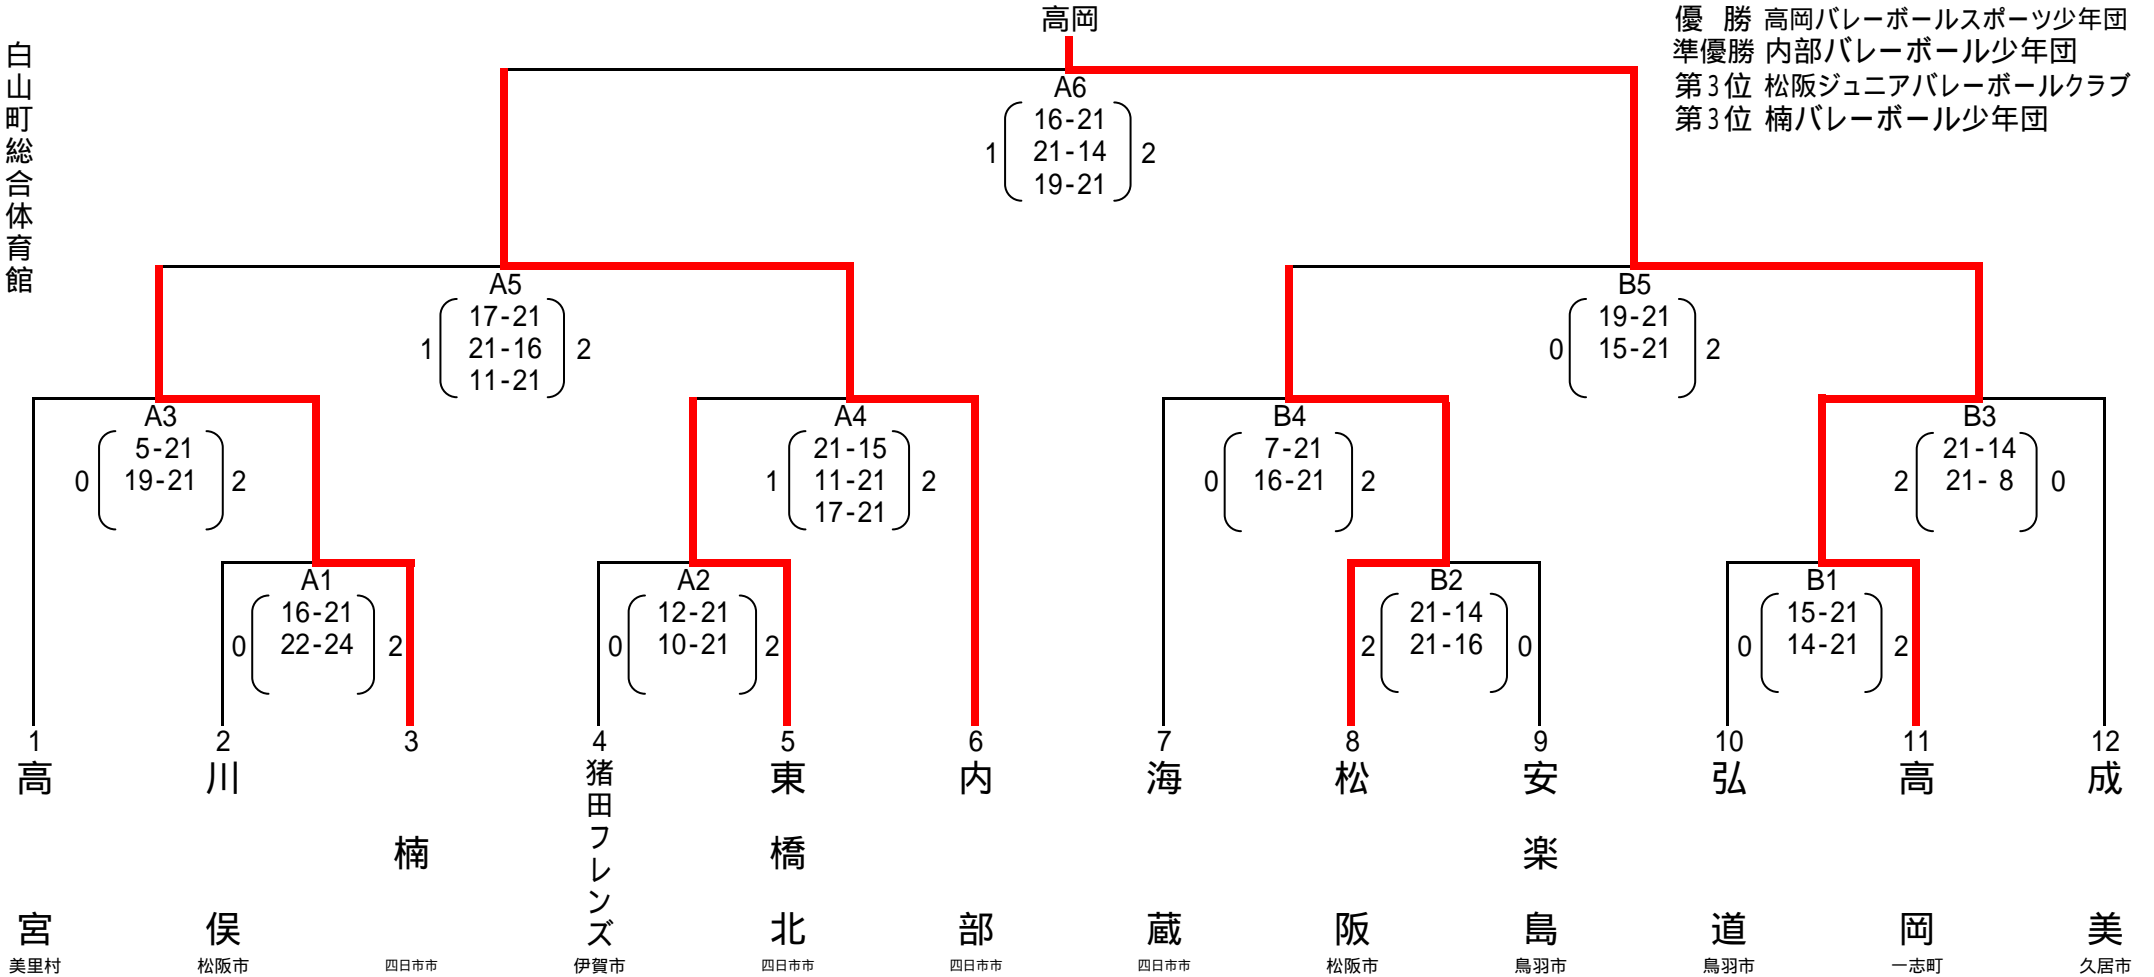 高岡
優 勝 高岡バレーボールスポーツ少年団
準優勝 内部バレーボール少年団
第3位 松阪ジュニアバレーボールクラブ
第3位 楠バレーボール少年団
白山町総合体育館
A6
16-21
1 21-14 2
19-21
A5
17-21
1 21-16 2
11-21
B5
19-21
0 15-21 2
A3
5-21
0 19-21 2
A4
21-15
1 11-21 2
17-21
B4
7-21
0 16-21 2
B3
21-14
2 21- 8 0
A1
16-21
0 22-24 2
A2
12-21
0 10-21 2
B2
21-14
2 21-16 0
B1
15-21
0 14-21 2
1 2 3 4 5 6 7 8 9 10 11 12
高宮
川俣
楠
猪田フレンズ
東橋北
内部
海蔵
松阪
安楽島
弘道
高岡
成美
美里村 松阪市 四日市市 伊賀市 四日市市 四日市市 四日市市 松阪市 鳥羽市 鳥羽市 一志町 久居市